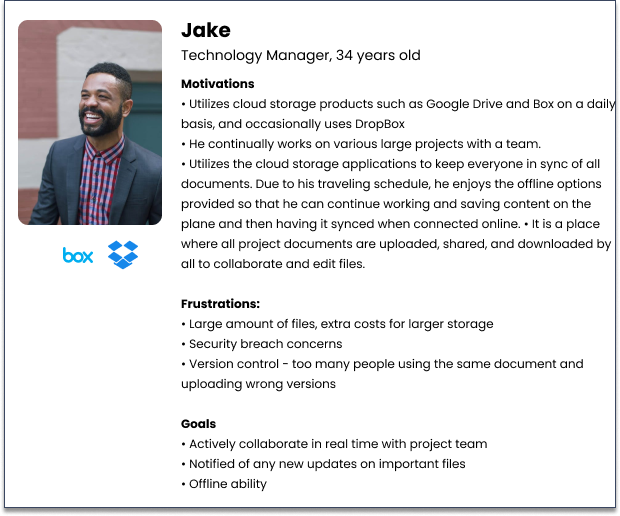 Jake
Technology Manager, 34 years old
Motivations
• Utilizes cloud storage products such as Google Drive and Box on a daily
basis, and occasionally uses DropBox
• He continually works on various large projects with a team.
• Utilizes the cloud storage applications to keep everyone in sync of all
documents. Due to his traveling schedule, he enjoys the offline options
provided so that he can continue working and saving content on the
plane and then having it synced when connected online. • It is a place
where all project documents are uploaded, shared, and downloaded by
all to collaborate and edit files.
box
Frustrations:
• Large amount of files, extra costs for larger storage
• Security breach concerns
• Version control - too many people using the same document and
uploading wrong versions
Goals
• Actively collaborate in real time with project team
• Notified of any new updates on important files
• Offline ability